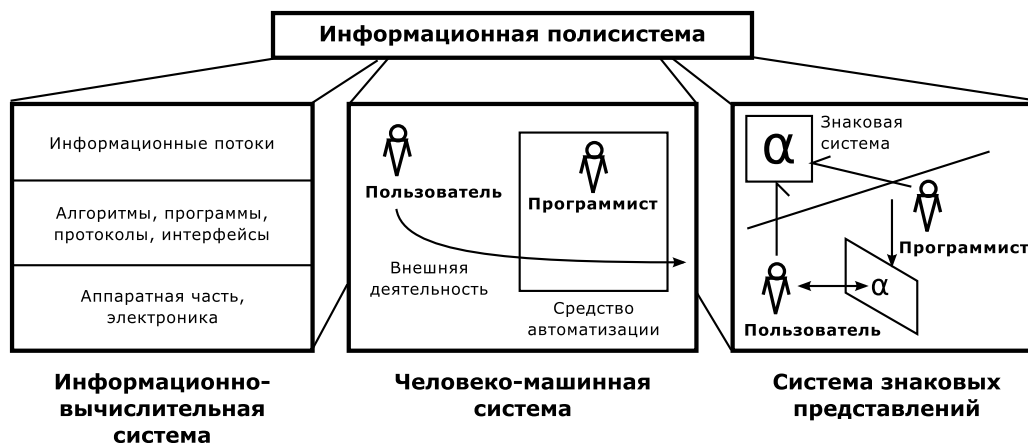 Информационная полисистема
Информационные потоки
Алгоритмы, программы,
протоколы, интерфейсы
Аппаратная часть,
электроника
Информационно-
вычислительная
система
Пользователь
Программист
Внешняя
деятельность
Средство
автоматизации
Человеко-машинная
система
α
Знаковая
система
Программист
α
Пользователь
Система знаковых
представлений